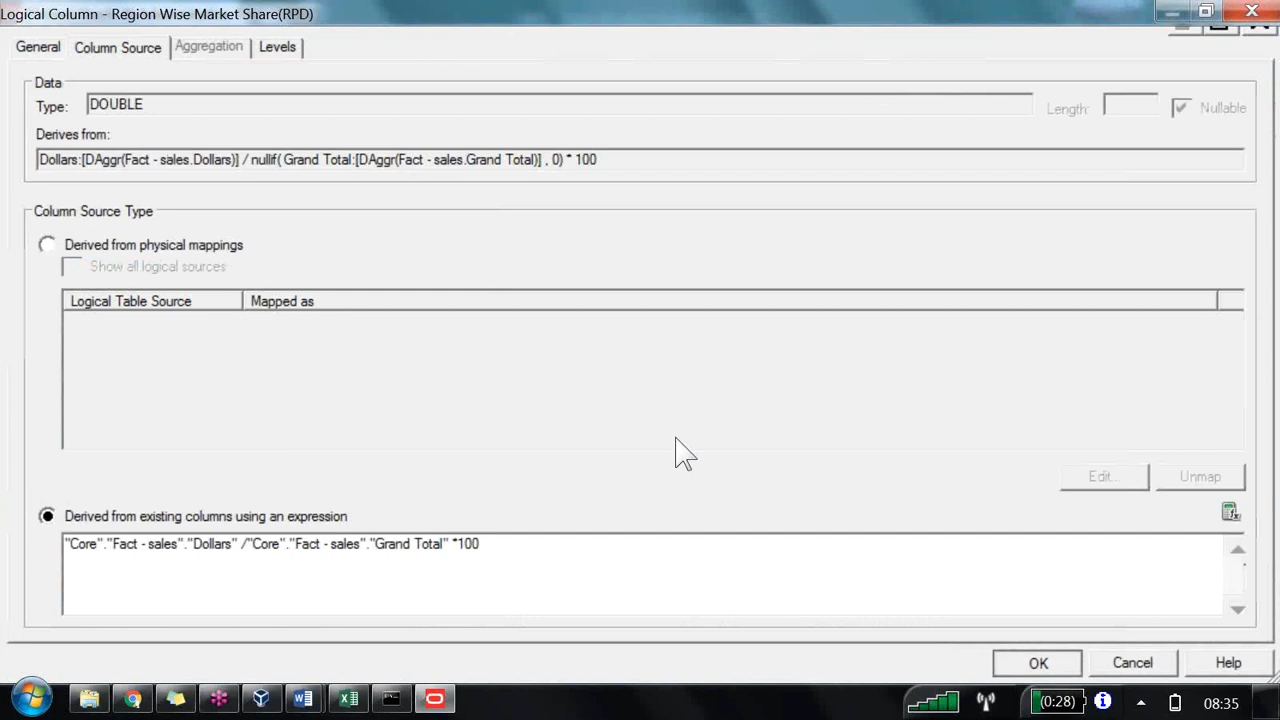 Logical Column - Region Wise Market Share(RPD)
General Column Source Aggregation Levels
Data
Type: DOUBLE Length: Nullable
Derives from:
Dollars:[DAggr(Fact - sales.Dollars)] / nullif( Grand Total:[DAggr(Fact - sales.Grand Total)] , 0) * 100
Column Source Type
Derived from physical mappings
Show all logical sources
Logical Table Source Mapped as
Edit... Unmap
Derived from existing columns using an expression
"Core"."Fact - sales"."Dollars" /"Core"."Fact - sales"."Grand Total" *100
OK Cancel Help
(0:28) 08:35